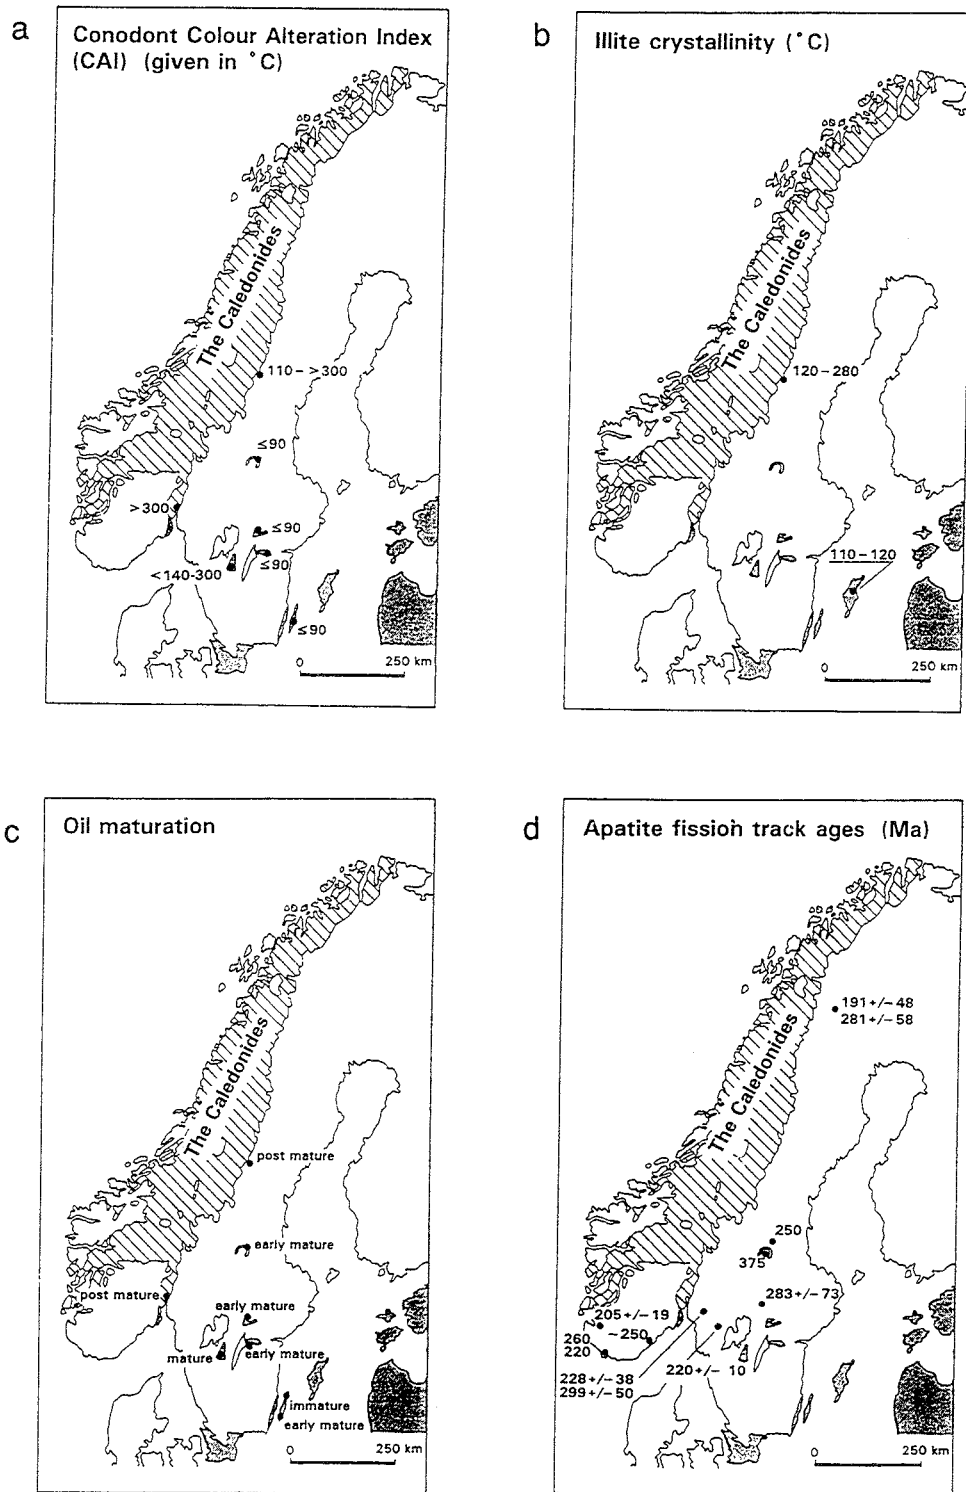 a
Conodont Colour Alteration Index
(CAI) (given in °C)
The Caledonides
110->300
≤90
>300
≤90
≤90
<140-300
≤90
0
250 km
b
Illite crystallinity (°C)
The Caledonides
120-280
110-120
0
250 km
c
Oil maturation
The Caledonides
post mature
early mature
post mature
early mature
mature
early mature
immature
early mature
0
250 km
d
Apatite fission track ages (Ma)
191+/-48
281+/-58
The Caledonides
250
375
283+/-73
205+/-19
~250
260
220
220+/- 10
228+/-38
299+/-50
0
250 km